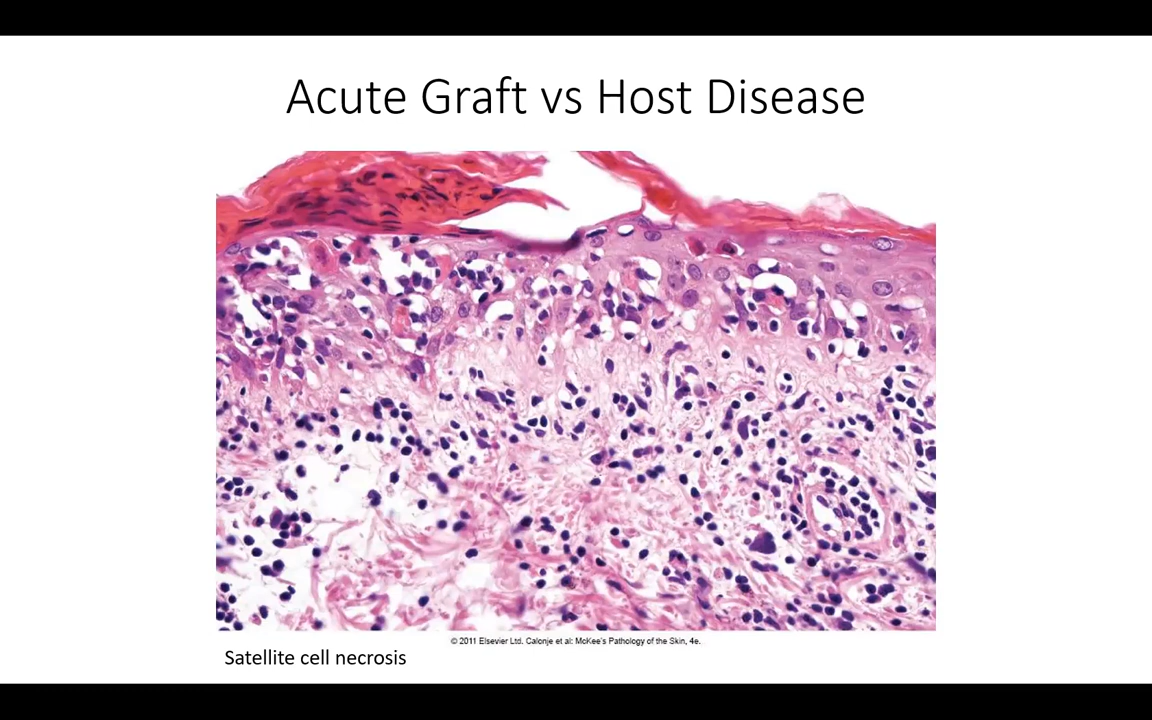 Acute Graft vs Host Disease
© 2011 Elsevier Ltd. Calonje et al: McKee's Pathology of the Skin, 4e.
Satellite cell necrosis